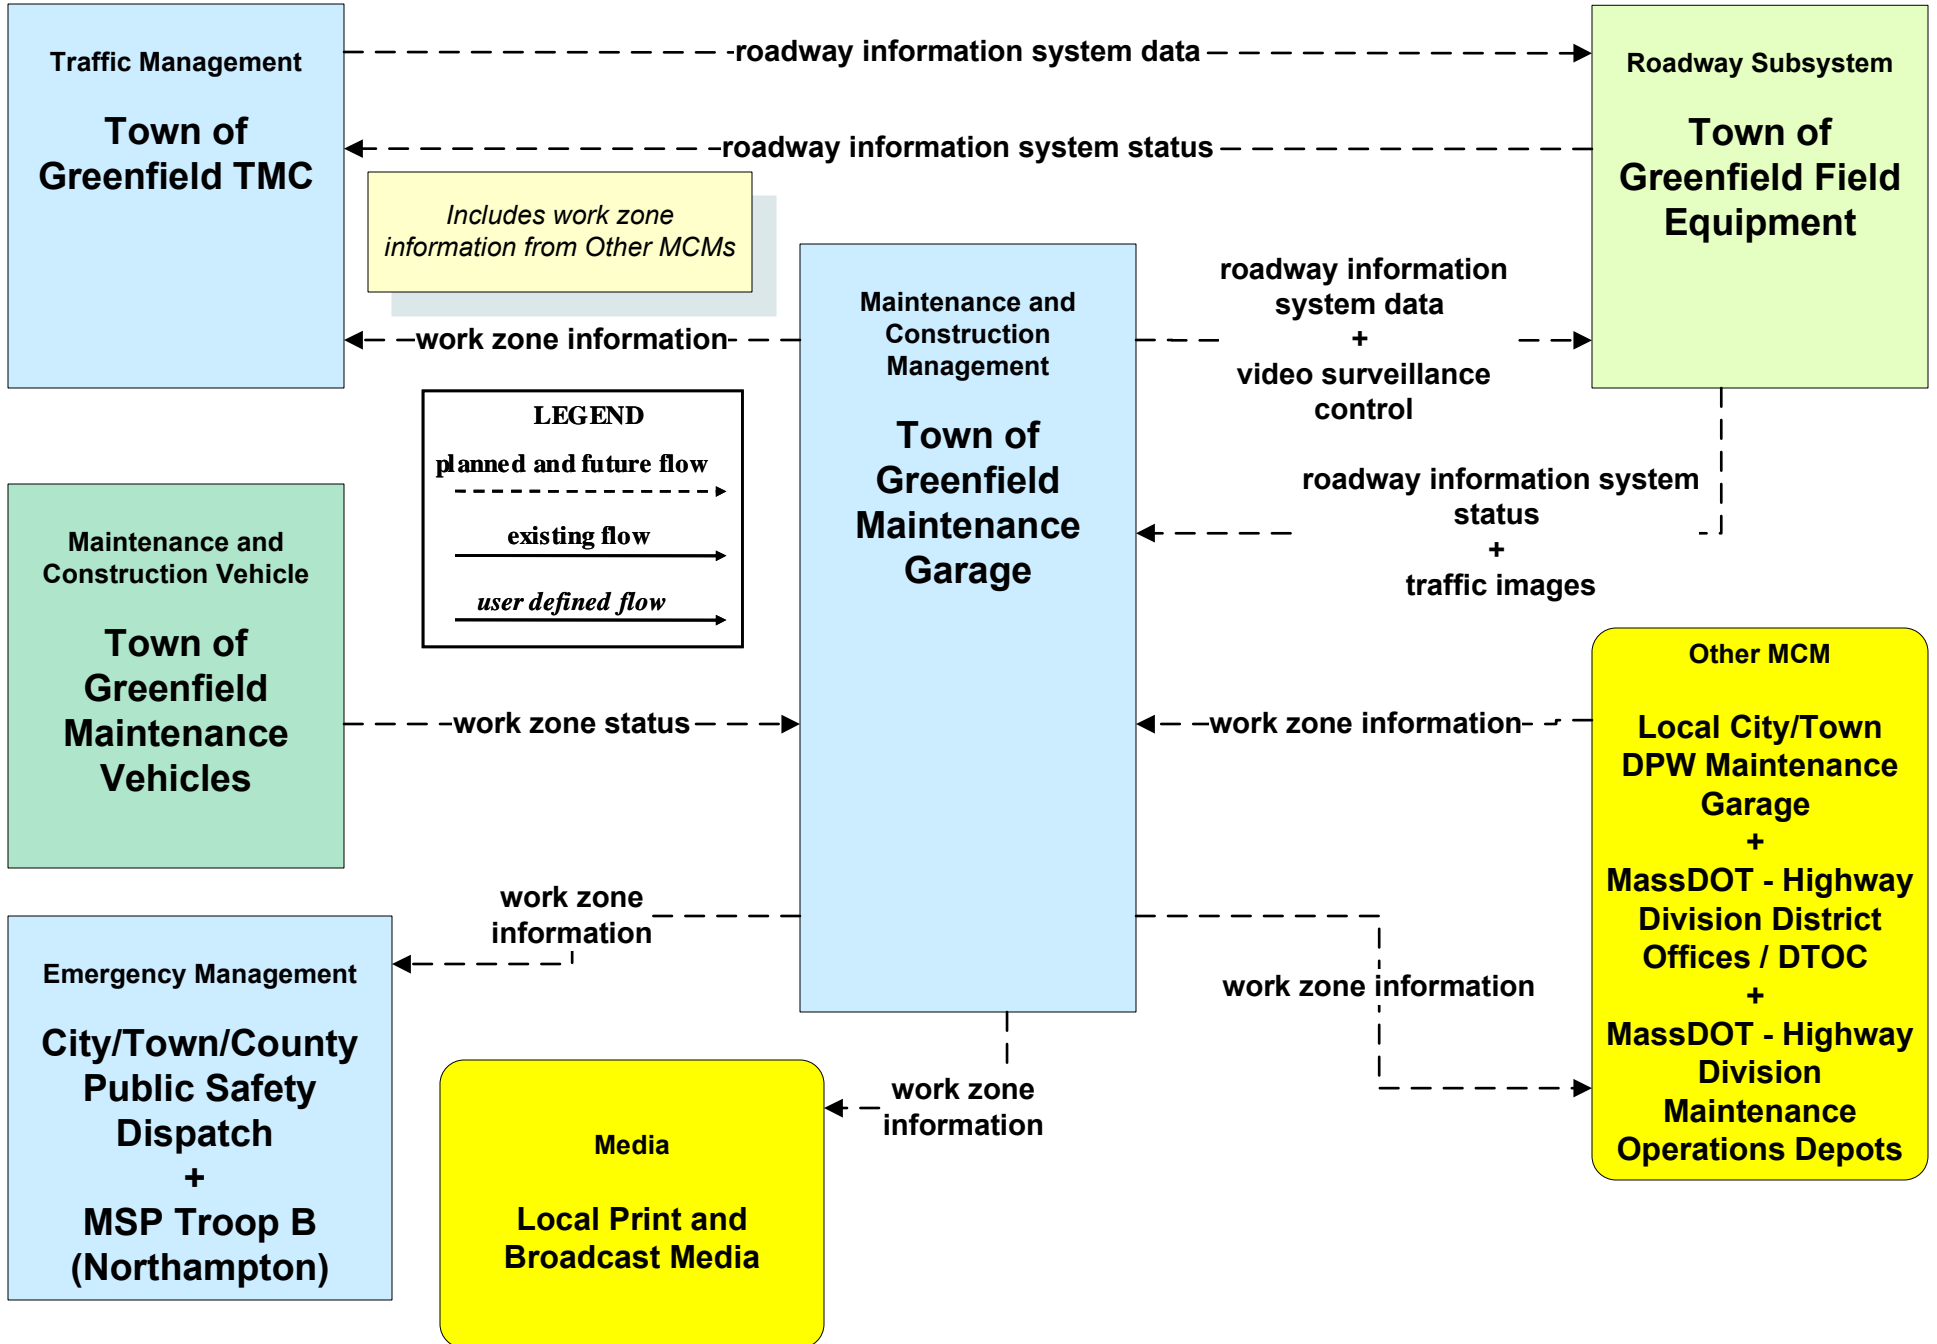 Traffic Management
Town of
Greenfield TMC
roadway information system data
roadway information system status
Roadway Subsystem
Town of
Greenfield Field
Equipment
Includes work zone
information from Other MCMs
work zone information
Maintenance and
Construction
Management
Town of
Greenfield
Maintenance
Garage
roadway information
system data
+
video surveillance
control
LEGEND
planned and future flow
existing flow
user defined flow
roadway information system
status
+
traffic images
Maintenance and
Construction Vehicle
Town of
Greenfield
Maintenance
Vehicles
work zone status
work zone information
Other MCM
Local City/Town
DPW Maintenance
Garage
+
MassDOT - Highway
Division District
Offices / DTOC
+
MassDOT - Highway
Division
Maintenance
Operations Depots
work zone
information
work zone information
Emergency Management
City/Town/County
Public Safety
Dispatch
+
MSP Troop B
(Northampton)
work zone
information
Media
Local Print and
Broadcast Media